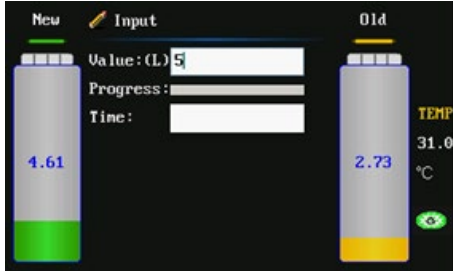 New
Input
Old
Value:(L) 5
Progress:
Time:
TEMP
31.0
4.61
2.73
°C